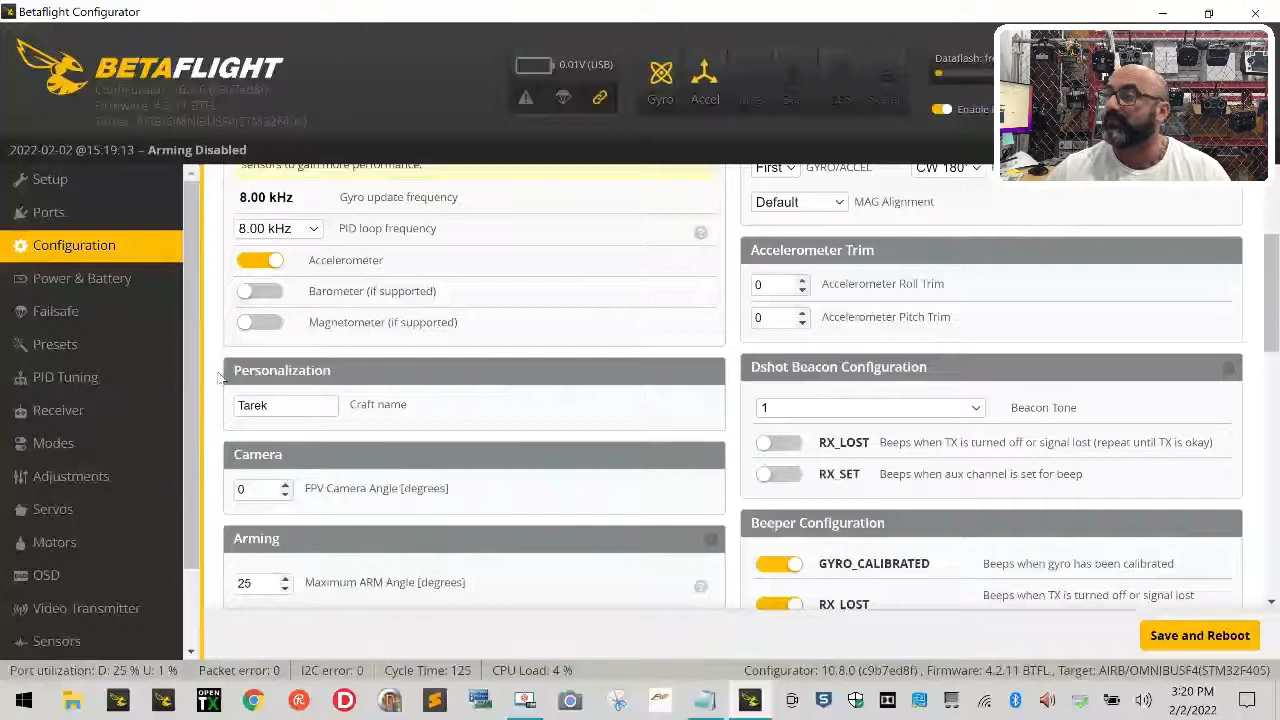 Betaflight Configurator
BETAFLIGHT
0.01V (USB)
Gyro
Accel
Enable
2022-02-02 @15:19:13 – Arming Disabled
Setup
Ports
Configuration
Power & Battery
Failsafe
Presets
PID Tuning
Receiver
Modes
Adjustments
Servos
Motors
OSD
Video Transmitter
Sensors
sensors to gain more performance.
8.00 kHz Gyro update frequency
8.00 kHz PID loop frequency
Accelerometer
Barometer (if supported)
Magnetometer (if supported)
Personalization
Tarek Craft name
Camera
0 FPV Camera Angle [degrees]
Arming
25 Maximum ARM Angle [degrees]
First GYRO/ACCEL CW 180°
Default MAG Alignment
Accelerometer Trim
0 Accelerometer Roll Trim
0 Accelerometer Pitch Trim
Dshot Beacon Configuration
1 Beacon Tone
RX_LOST Beeps when TX is turned off or signal lost (repeat until TX is okay)
RX_SET Beeps when aux channel is set for beep
Beeper Configuration
GYRO_CALIBRATED Beeps when gyro has been calibrated
RX_LOST Beeps when TX is turned off or signal lost
Save and Reboot
Port utilization: D: 25 % U: 1 % Packet error: 0 I2C error: 0 Cycle Time: 125 CPU Load: 4 % Configurator: 10.8.0 (c9b7ed8f), Firmware: 4.2.11 BTFL, Target: AIRB/OMNIBUSF4(STM32F405)
OPEN
TX
3:20 PM
2/2/2022